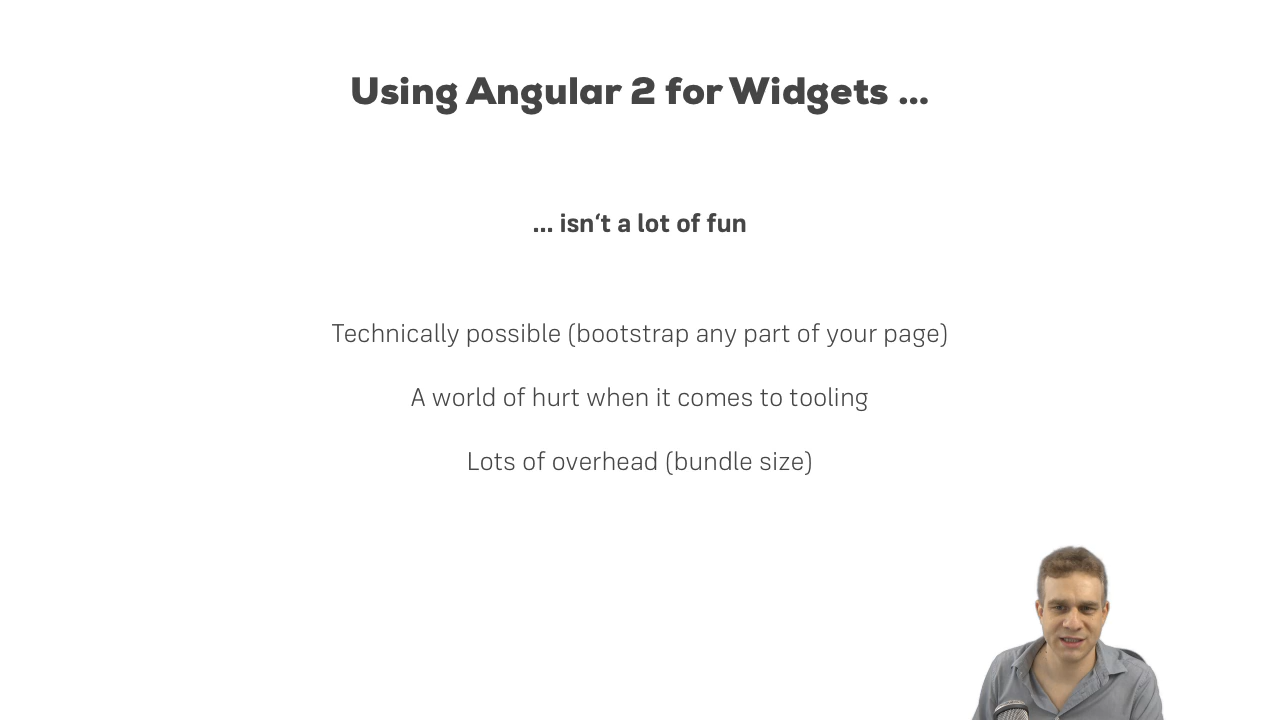 Using Angular 2 for Widgets ...
... isn‘t a lot of fun
Technically possible (bootstrap any part of your page)
A world of hurt when it comes to tooling
Lots of overhead (bundle size)